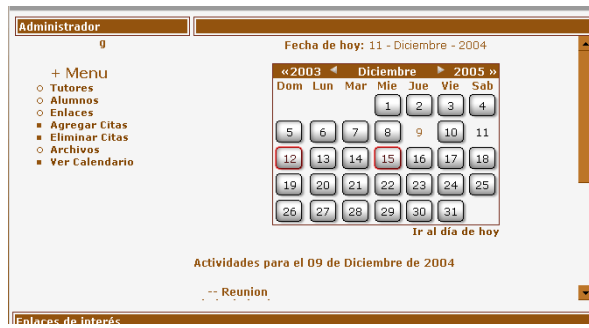 Administrador
g
+ Menu
Tutores
Alumnos
Enlaces
Agregar Citas
Eliminar Citas
Archivos
Ver Calendario
Fecha de hoy: 11 - Diciembre - 2004
«2003 Diciembre 2005 »
Dom Lun Mar Mie Jue Vie Sab
1 2 3 4
5 6 7 8 9 10 11
12 13 14 15 16 17 18
19 20 21 22 23 24 25
26 27 28 29 30 31
Ir al día de hoy
Actividades para el 09 de Diciembre de 2004
-- Reunion
Enlaces de interés